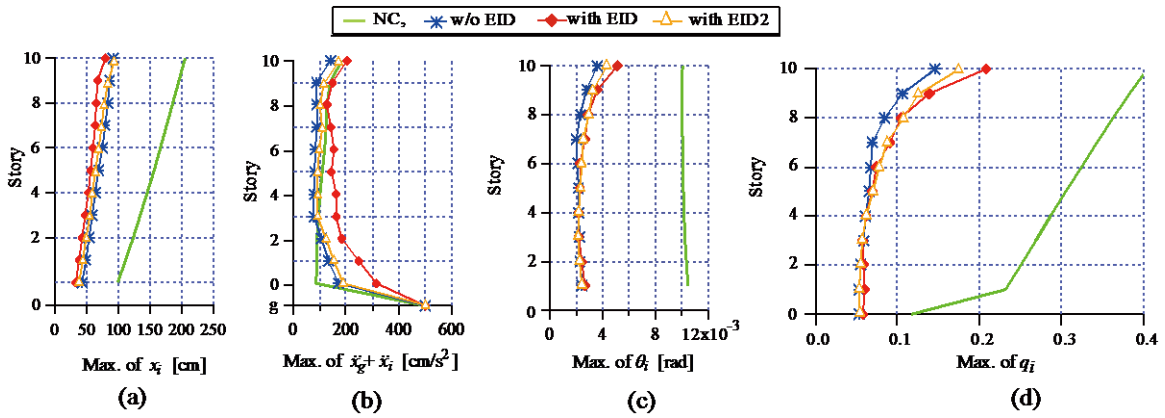 NC₂ w/o EID with EID with EID2
Story
10
8
6
4
2
0
0 50 100 150 200 250
Max. of xᵢ [cm]
(a)
Story
10
8
6
4
2
0
g
0 200 400 600
Max. of ẍg + ẍᵢ [cm/s²]
(b)
Story
10
8
6
4
2
0
0 4 8 12x10⁻³
Max. of θᵢ [rad]
(c)
Story
10
8
6
4
2
0
0.0 0.1 0.2 0.3 0.4
Max. of qᵢ
(d)